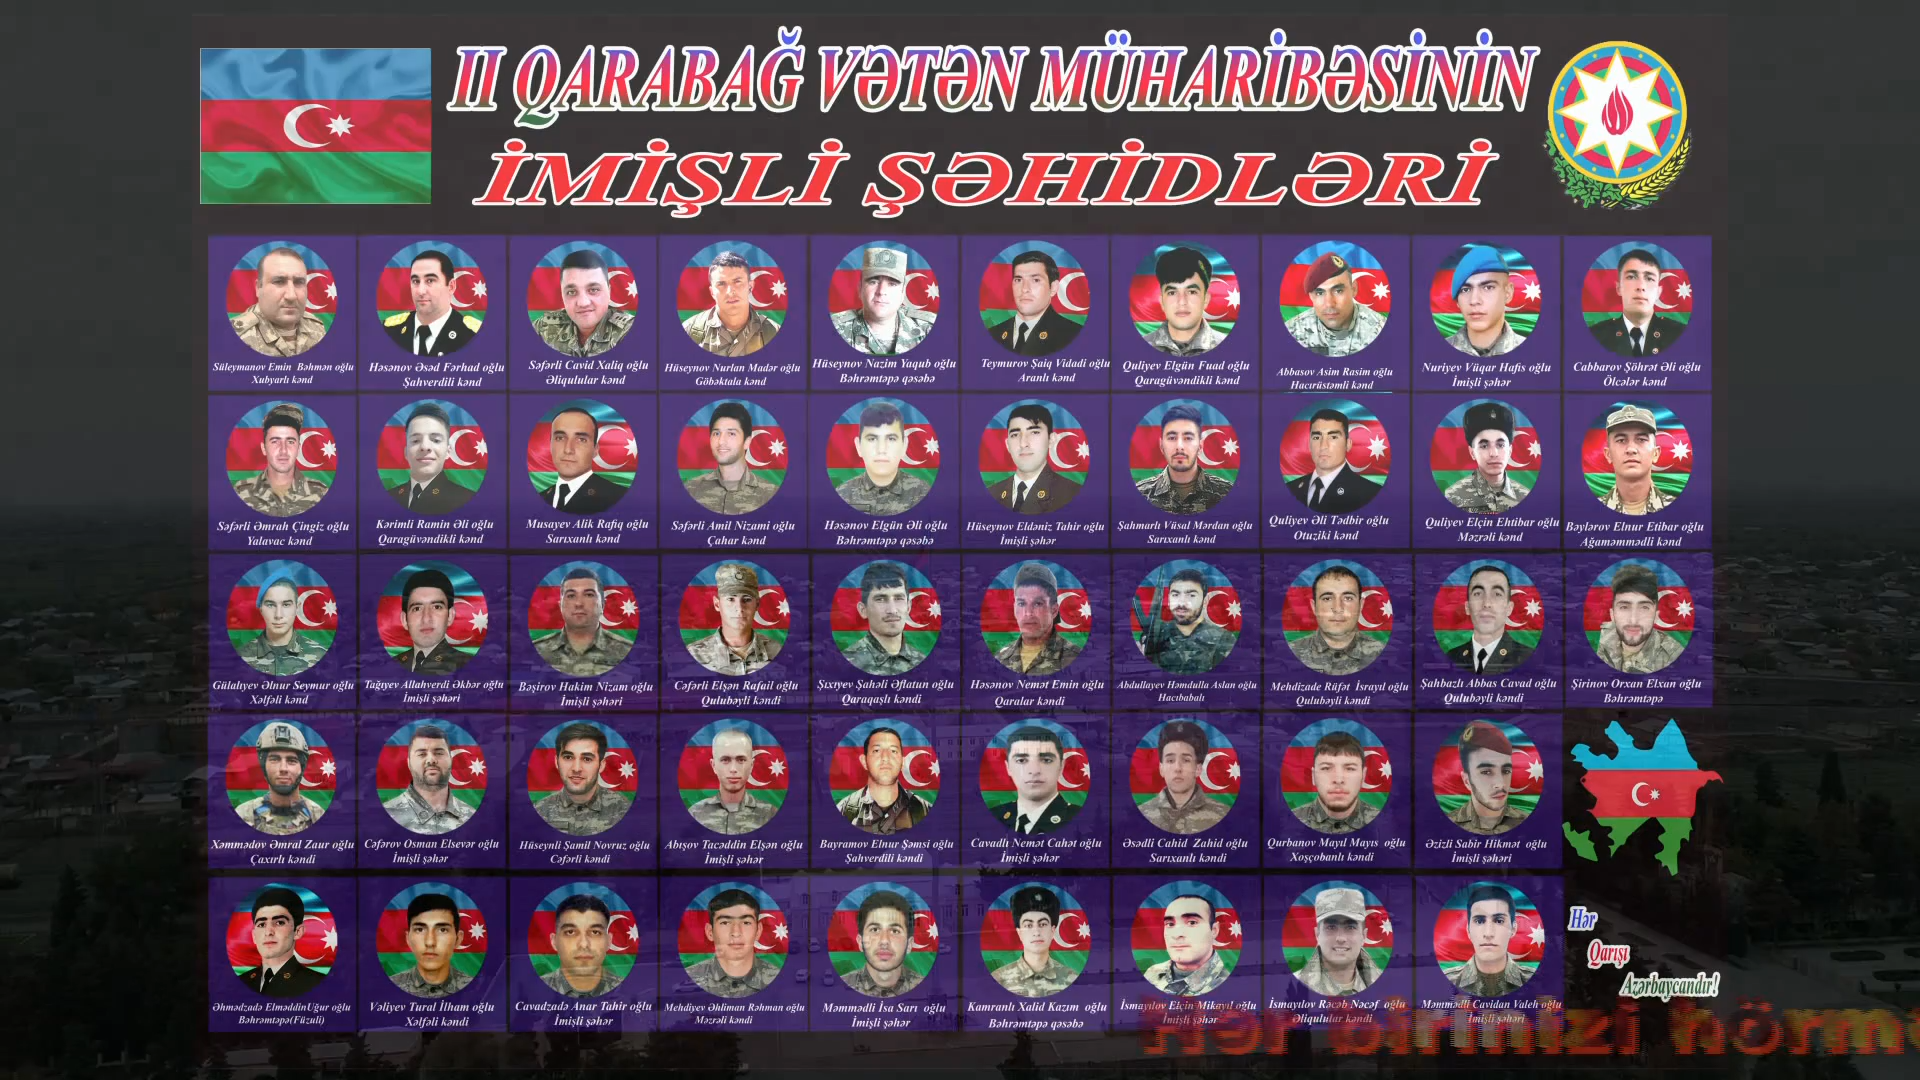 II QARABAĞ VƏTƏN MÜHARİBƏSİNİN
İMİŞLİ ŞƏHİDLƏRİ
Süleymanov Emin Bəhmən oğlu
Xubyarlı kənd
Həsənov Əsəd Fərhad oğlu
Şahverdili kənd
Səfərli Cavid Xaliq oğlu
Əliqulular kənd
Hüseynov Nurlan Madər oğlu
Göbəktala kənd
Hüseynov Nazim Yaqub oğlu
Bəhrəmtəpə qəsəbə
Teymurov Şaiq Vidadi oğlu
Aranlı kənd
Quliyev Elgün Fuad oğlu
Qaragüvəndikli kənd
Abbasov Asim Rasim oğlu
Hacırüstəmli kənd
Nuriyev Vüqar Hafis oğlu
İmişli şəhər
Cabbarov Şöhrət Əli oğlu
Ölcələr kənd
Səfərli Əmrah Çingiz oğlu
Yalavac kənd
Kərimli Ramin Əli oğlu
Qaragüvəndikli kənd
Musayev Alik Rafiq oğlu
Sarıxanlı kənd
Səfərli Amil Nizami oğlu
Çahar kənd
Həsənov Elgün Əli oğlu
Bəhrəmtəpə qəsəbə
Hüseynov Eldəniz Tahir oğlu
İmişli şəhər
Şahmarlı Vüsal Mərdan oğlu
Sarıxanlı kənd
Quliyev Əli Tədbir oğlu
Otuziki kənd
Quliyev Elçin Ehtibar oğlu
Məzrəli kənd
Bəylərov Elnur Etibar oğlu
Ağaməmmədli kənd
Gülalıyev Əlnur Seymur oğlu
Xəlfəli kənd
Tağıyev Allahverdi Əkbər oğlu
İmişli şəhəri
Bəşirov Hakim Nizam oğlu
İmişli şəhəri
Cəfərli Elşən Rafail oğlu
Qulubəyli kəndi
Şıxıyev Şahəli Əflatun oğlu
Qaraqaşlı kəndi
Həsənov Nemət Emin oğlu
Qaralar kəndi
Abdullayev Həmdulla Aslan oğlu
Hacıbabalı
Mehdizade Rüfət İsrayıl oğlu
Qulubəyli kəndi
Şahbazlı Abbas Cavad oğlu
Qulubəyli kəndi
Şirinov Orxan Elxan oğlu
Bəhrəmtəpə
Xəmmədov Əmral Zaur oğlu
Çaxırlı kəndi
Cəfərov Osman Elsevər oğlu
İmişli şəhər
Hüseynli Şamil Novruz oğlu
Cəfərli kəndi
Abışov Tacəddin Elşən oğlu
İmişli şəhər
Bayramov Elnur Şəmsi oğlu
Şahverdili kəndi
Cavadlı Nemət Cahət oğlu
İmişli şəhər
Əsədli Cahid Zahid oğlu
Sarıxanlı kəndi
Qurbanov Mayıl Mayıs oğlu
Xoşçobanlı kəndi
Əzizli Sabir Hikmət oğlu
İmişli şəhəri
Əhmədzadə ElməddinUğur oğlu
Bəhrəmtəpə(Füzuli)
Vəliyev Tural İlham oğlu
Xəlfəli kəndi
Cavadzadə Anar Tahir oğlu
İmişli şəhər
Mehdiyev Əhliman Rəhman oğlu
Məzrəli kəndi
Məmmədli İsa Sarı oğlu
İmişli şəhər
Kamranlı Xalid Kazım oğlu
Bəhrəmtəpə qəsəbə
İsmayılov Elçin Mikayıl oğlu
İmişli şəhər
İsmayılov Rəcəb Nəcəf oğlu
Əliqulular kəndi
Məmmədli Cavidan Valeh oğlu
İmişli şəhəri
Hər
Qarışı
Azərbaycandır!
Hər birimizi hörm